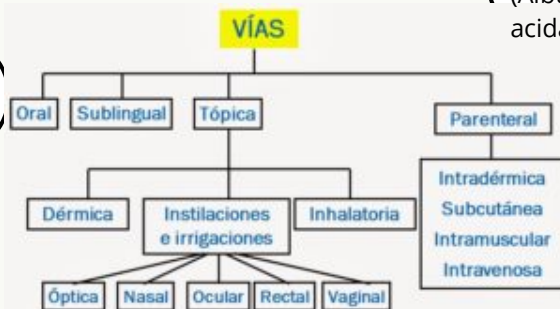 (Albu
acida
VÍAS
Oral
Sublingual
Tópica
Parenteral
Dérmica
Instilaciones
e irrigaciones
Inhalatoria
Intradérmica
Subcutánea
Intramuscular
Intravenosa
Óptica
Nasal
Ocular
Rectal
Vaginal